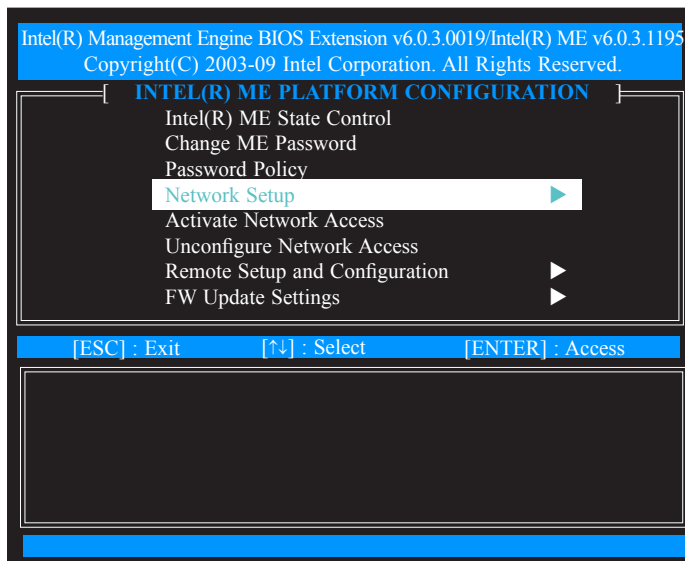 Intel(R) Management Engine BIOS Extension v6.0.3.0019/Intel(R) ME v6.0.3.1195
Copyright(C) 2003-09 Intel Corporation. All Rights Reserved.
[ INTEL(R) ME PLATFORM CONFIGURATION ]
Intel(R) ME State Control
Change ME Password
Password Policy
Network Setup ▶
Activate Network Access
Unconfigure Network Access
Remote Setup and Configuration ▶
FW Update Settings ▶
[ESC] : Exit [↑↓] : Select [ENTER] : Access